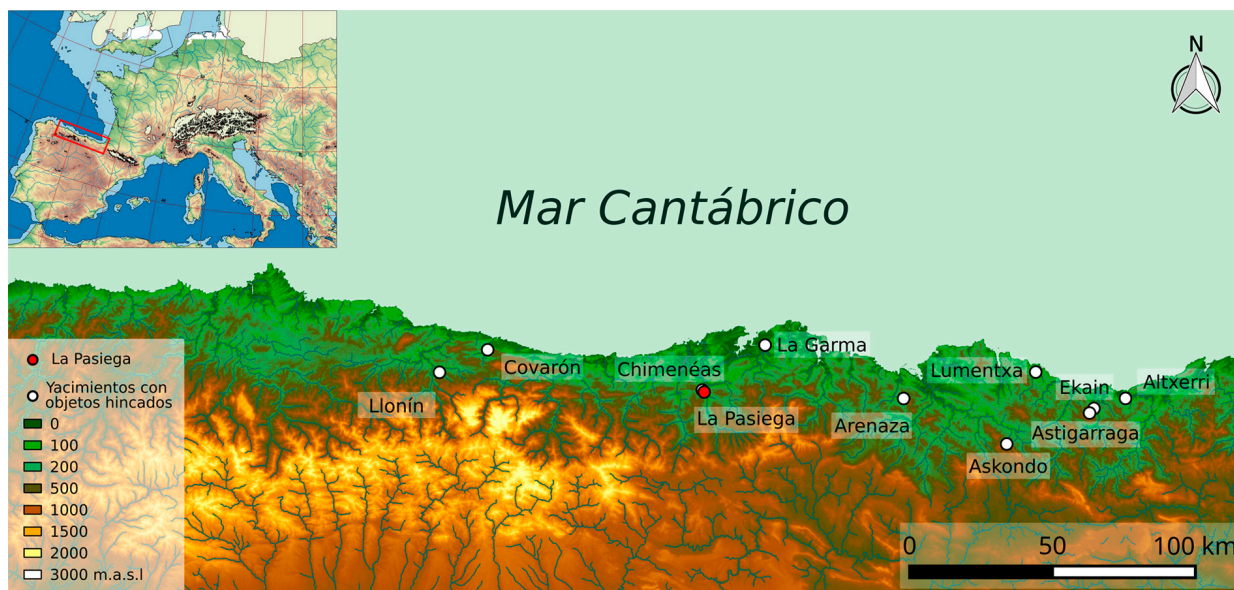 N
Mar Cantábrico
La Garma
Covarón
Chimenéas
Lumentxa
Ekain
Altxerri
Llonín
La Pasiega
Arenaza
Astigarraga
Askondo
La Pasiega
Yacimientos con
objetos hincados
0
100
200
500
1000
1500
2000
3000 m.a.s.l
0 50 100 km